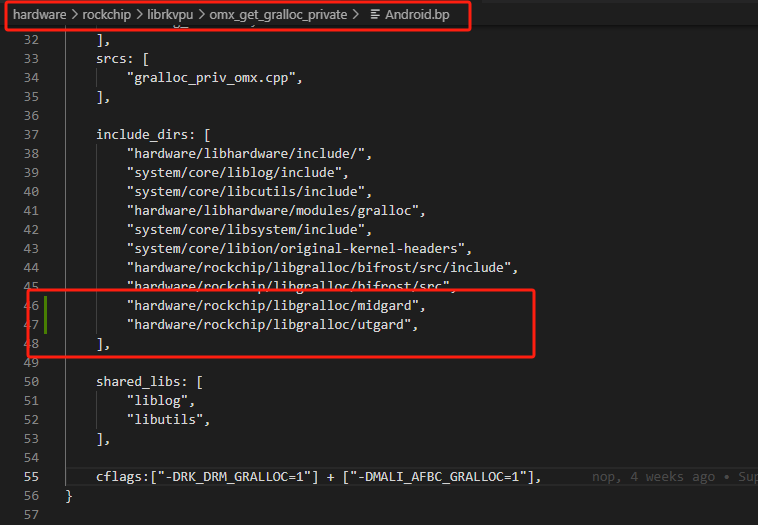 hardware > rockchip > librkvpu > omx_get_gralloc_private > Android.bp
32 ],
33 srcs: [
34 "gralloc_priv_omx.cpp",
35 ],
36
37 include_dirs: [
38 "hardware/libhardware/include/",
39 "system/core/liblog/include",
40 "system/core/libcutils/include",
41 "hardware/libhardware/modules/gralloc",
42 "system/core/libsystem/include",
43 "system/core/libion/original-kernel-headers",
44 "hardware/rockchip/libgralloc/bifrost/src/include",
45 "hardware/rockchip/libgralloc/bifrost/src",
46 "hardware/rockchip/libgralloc/midgard",
47 "hardware/rockchip/libgralloc/utgard",
48 ],
49
50 shared_libs: [
51 "liblog",
52 "libutils",
53 ],
54
55 cflags:["-DRK_DRM_GRALLOC=1"] + ["-DMALI_AFBC_GRALLOC=1"], nop, 4 weeks ago • Sup
56 }
57